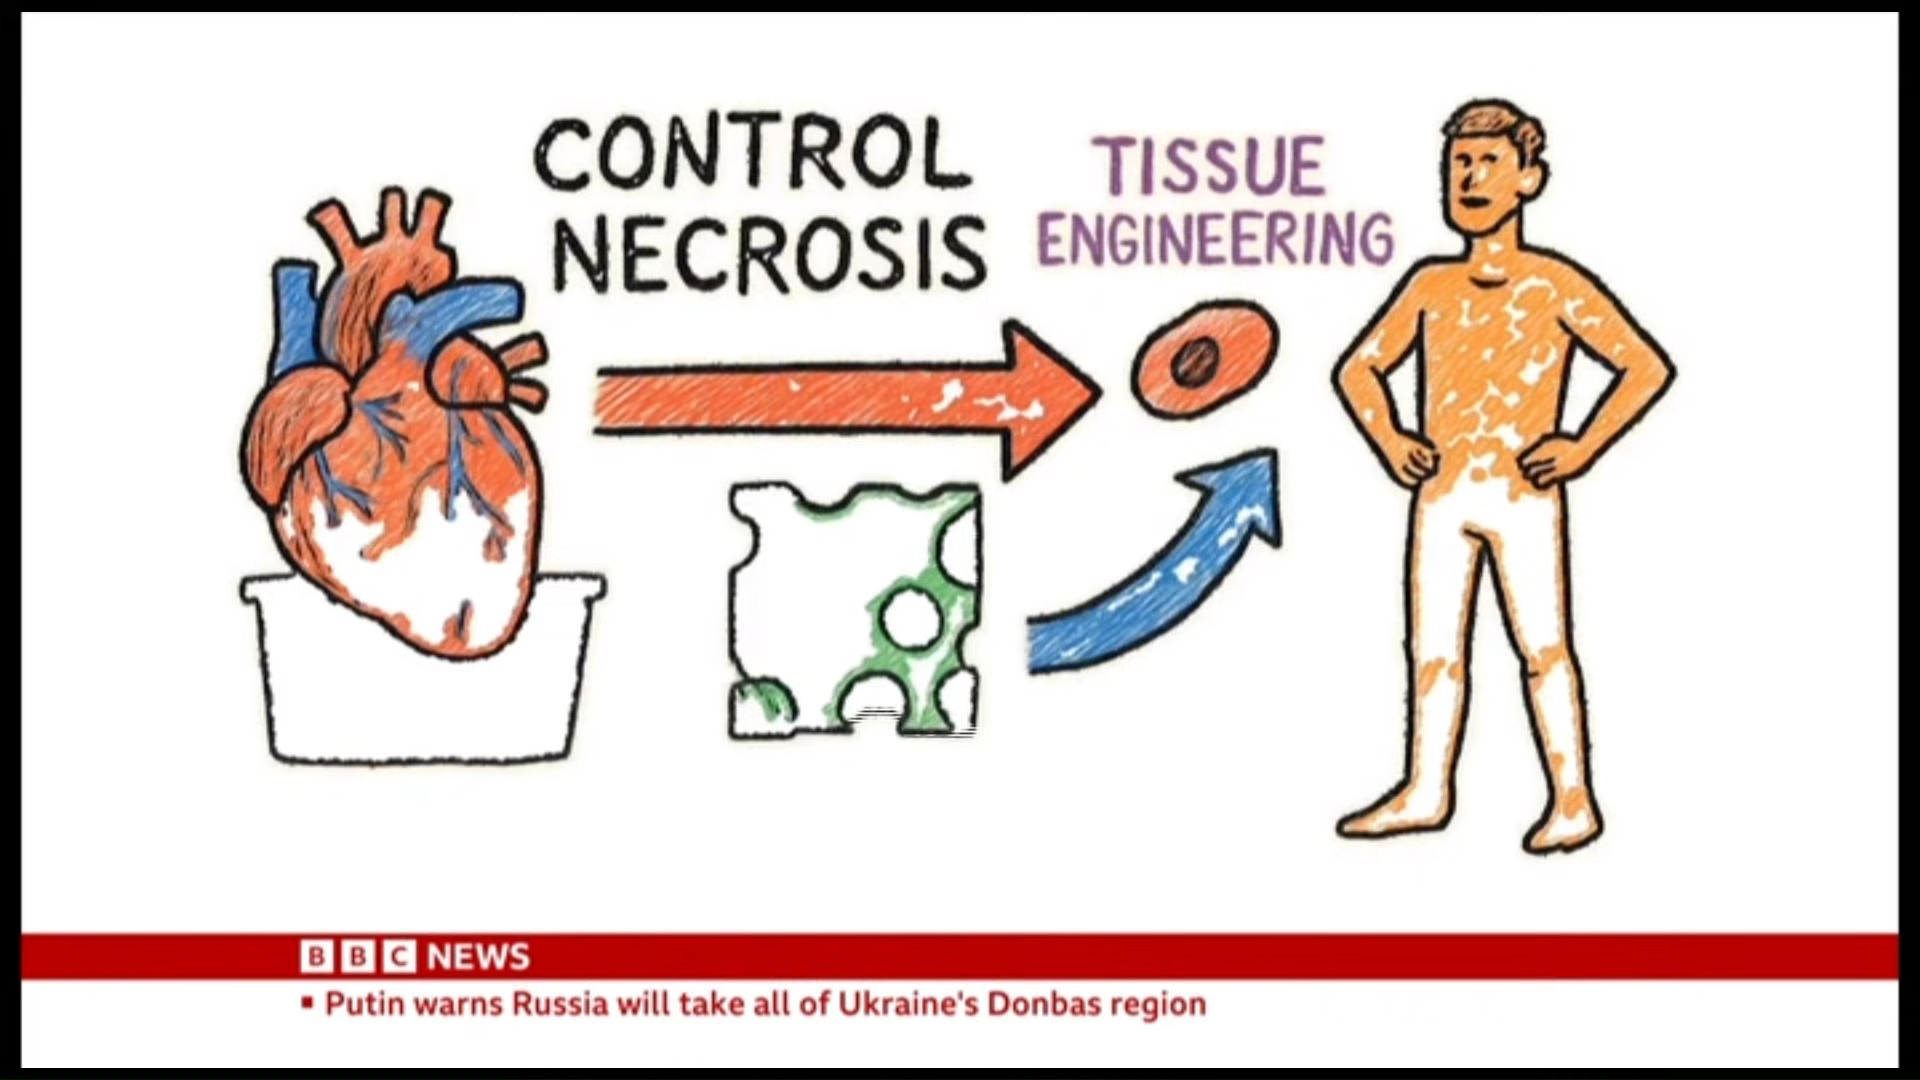 CONTROL
NECROSIS
TISSUE
ENGINEERING
BBC NEWS
▪ Putin warns Russia will take all of Ukraine's Donbas region